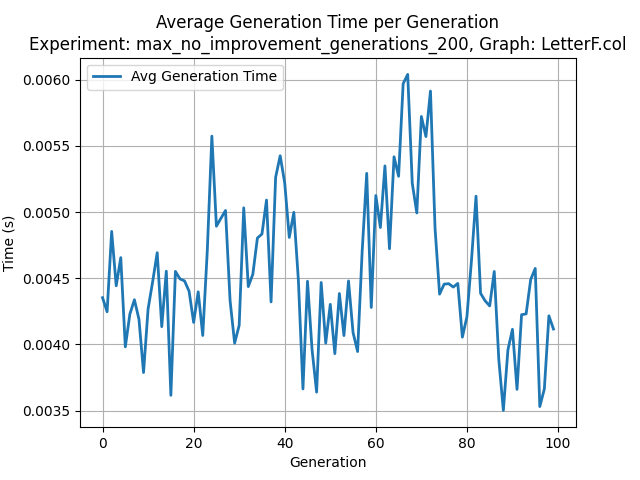 Average Generation Time per Generation
Experiment: max_no_improvement_generations_200, Graph: LetterF.col
Avg Generation Time
0.0060
0.0055
0.0050
0.0045
0.0040
0.0035
Time (s)
0 20 40 60 80 100
Generation